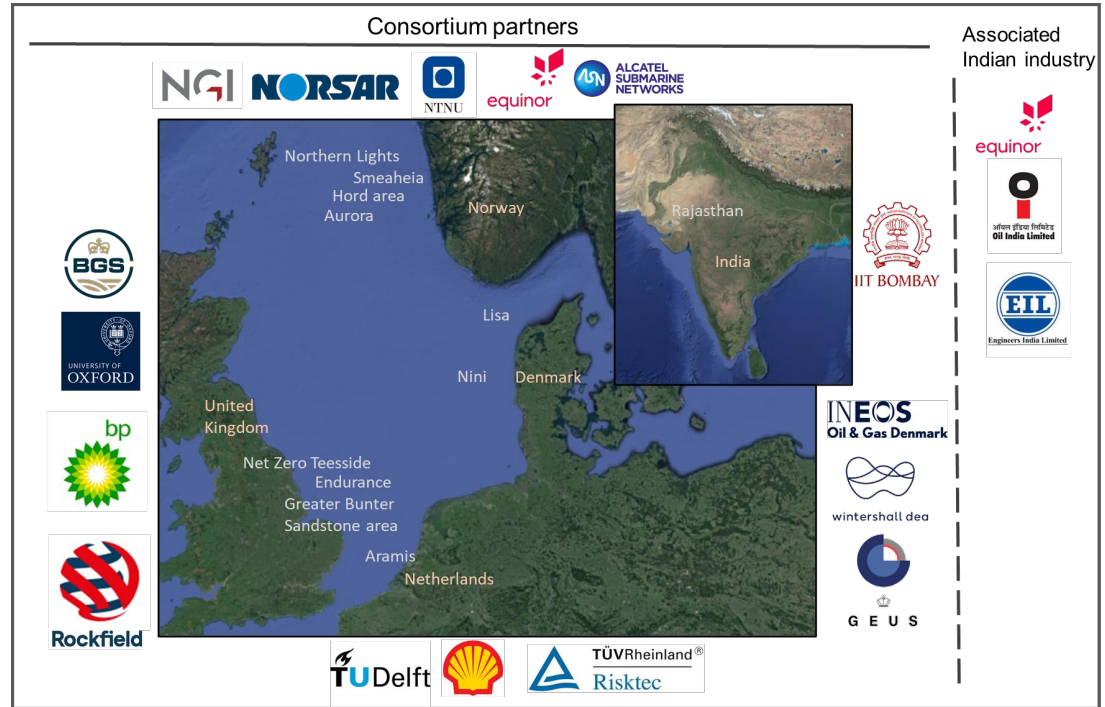 Consortium partners
Associated
Indian industry
NGI
NORSAR
NTNU
equinor
ASN
ALCATEL
SUBMARINE
NETWORKS
equinor
Northern Lights
Smeaheia
Hord area
Aurora
Norway
Rajasthan
India
IIT BOMBAY
ऑयल इंडिया लिमिटेड
Oil India Limited
BGS
UNIVERSITY OF
OXFORD
Lisa
Nini
Denmark
EIL
Engineers India Limited
United
Kingdom
bp
Net Zero Teesside
Endurance
Greater Bunter
Sandstone area
Aramis
Netherlands
INEOS
Oil & Gas Denmark
wintershall dea
GEUS
Rockfield
TU Delft
TÜVRheinland®
Risktec